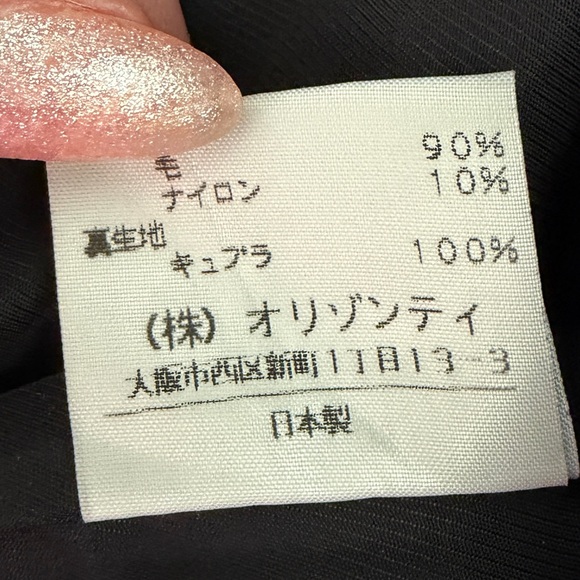 毛 90%
ナイロン 10%
裏生地
キュプラ 100%
(株) オリゾンティ
大阪市西区新町1丁目13-3
日本製